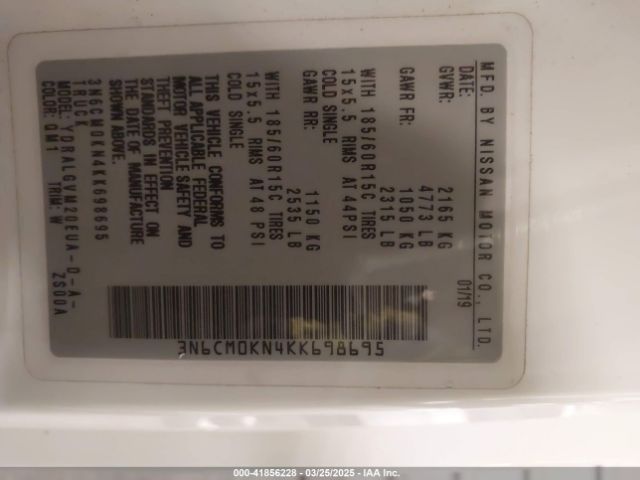 MFD. BY NISSAN MOTOR CO., LTD.
DATE: 01/19
GVWR: 2165 KG
4773 LB
GAWR FR: 1050 KG
2315 LB
WITH 185/60R15C TIRES
15x5.5 RIMS AT 44PSI
COLD SINGLE
GAWR RR: 1150 KG
2535 LB
WITH 185/60R15C TIRES
15x5.5 RIMS AT 48 PSI
COLD SINGLE
THIS VEHICLE CONFORMS TO
ALL APPLICABLE FEDERAL
MOTOR VEHICLE SAFETY AND
THEFT PREVENTION
STANDARDS IN EFFECT ON
THE DATE OF MANUFACTURE
SHOWN ABOVE.
3N6CM0KN4KK698695
TRUCK
MODEL: YDRALGVM20EUA-D-A-
COLOR: QM1 TRIM: W ZS00A
3N6CM0KN4KK698695
000-41856228 - 03/25/2025 - IAA Inc.